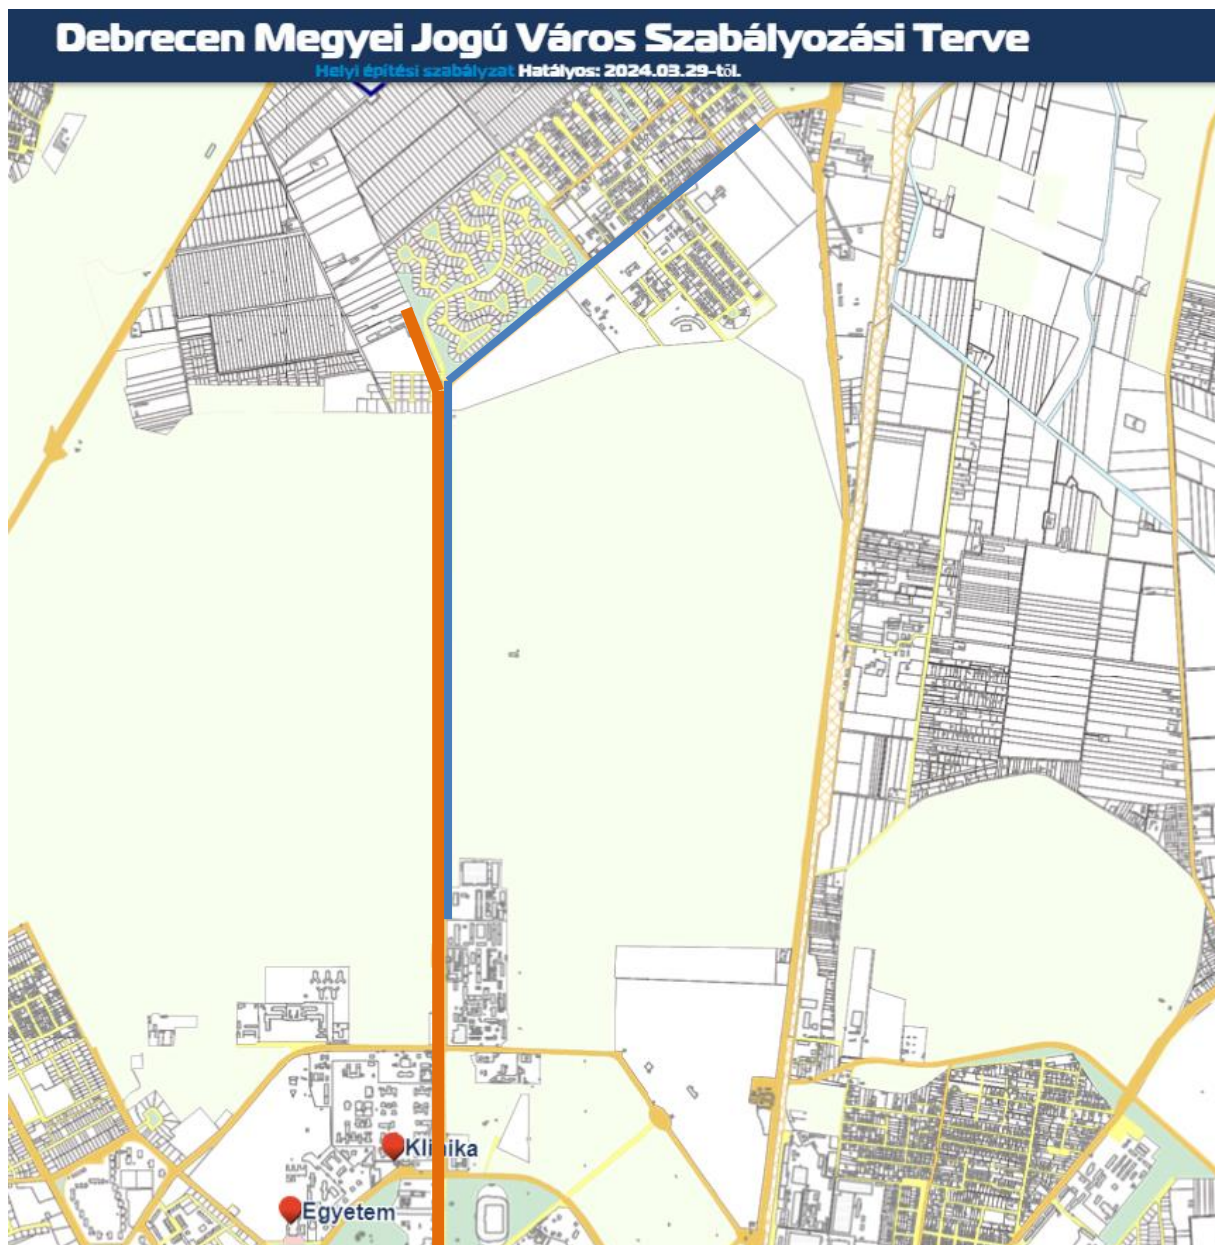 Debrecen Megyei Jogú Város Szabályozási Terve
Helyi építési szabályzat Hatályos: 2024.03.29-től.
Klinika
Egyetem